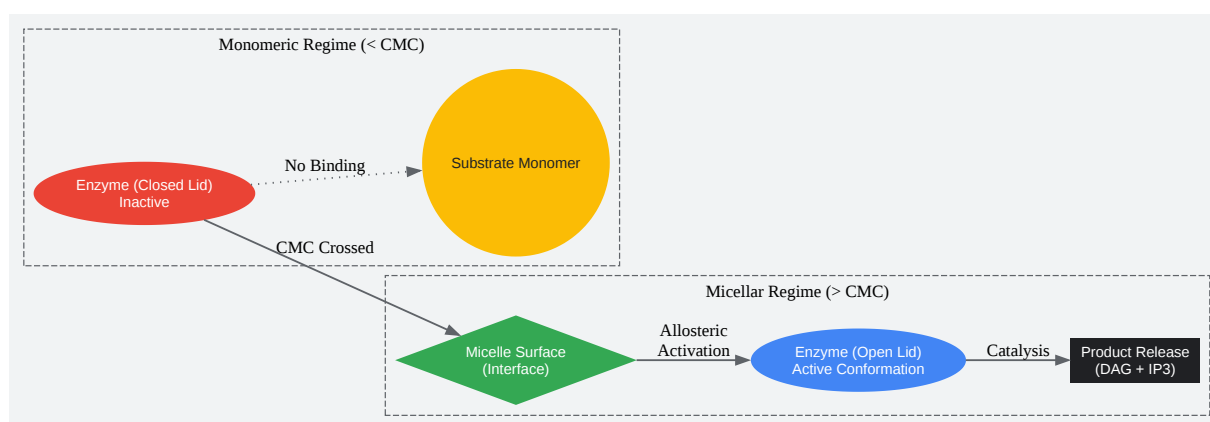 Monomeric Regime (< CMC)
Substrate Monomer
No Binding
Enzyme (Closed Lid)
Inactive
CMC Crossed
Micellar Regime (> CMC)
Micelle Surface
(Interface)
Allosteric
Activation
Enzyme (Open Lid)
Active Conformation
Catalysis
Product Release
(DAG + IP3)